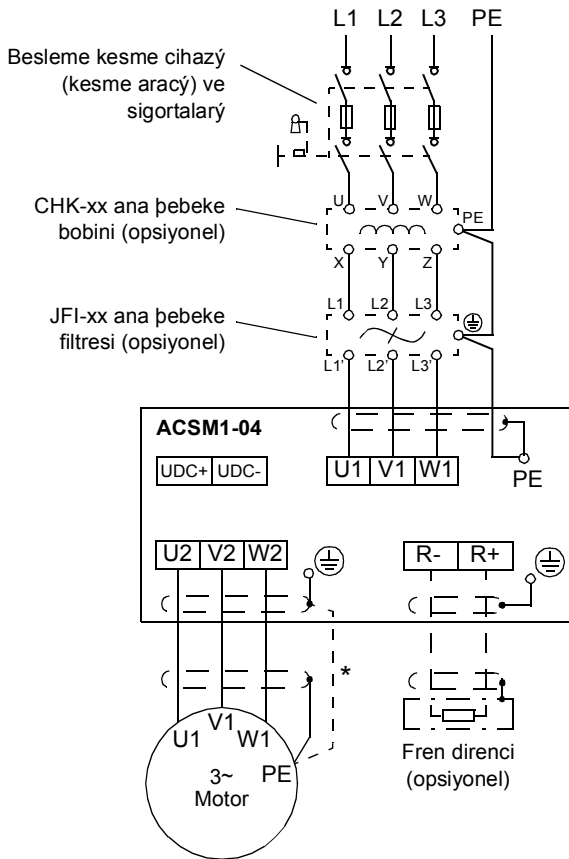 L1 L2 L3 PE
Besleme kesme cihazý
(kesme aracý) ve
sigortalarý
U V W
PE
CHK-xx ana þebeke
bobini (opsiyonel)
X Y Z
L1 L2 L3
JFI-xx ana þebeke
filtresi (opsiyonel)
L1' L2' L3'
ACSM1-04
UDC+ UDC-
U1 V1 W1
PE
U2 V2 W2
R- R+
*
U1 V1 W1
PE
3~
Motor
Fren direnci
(opsiyonel)